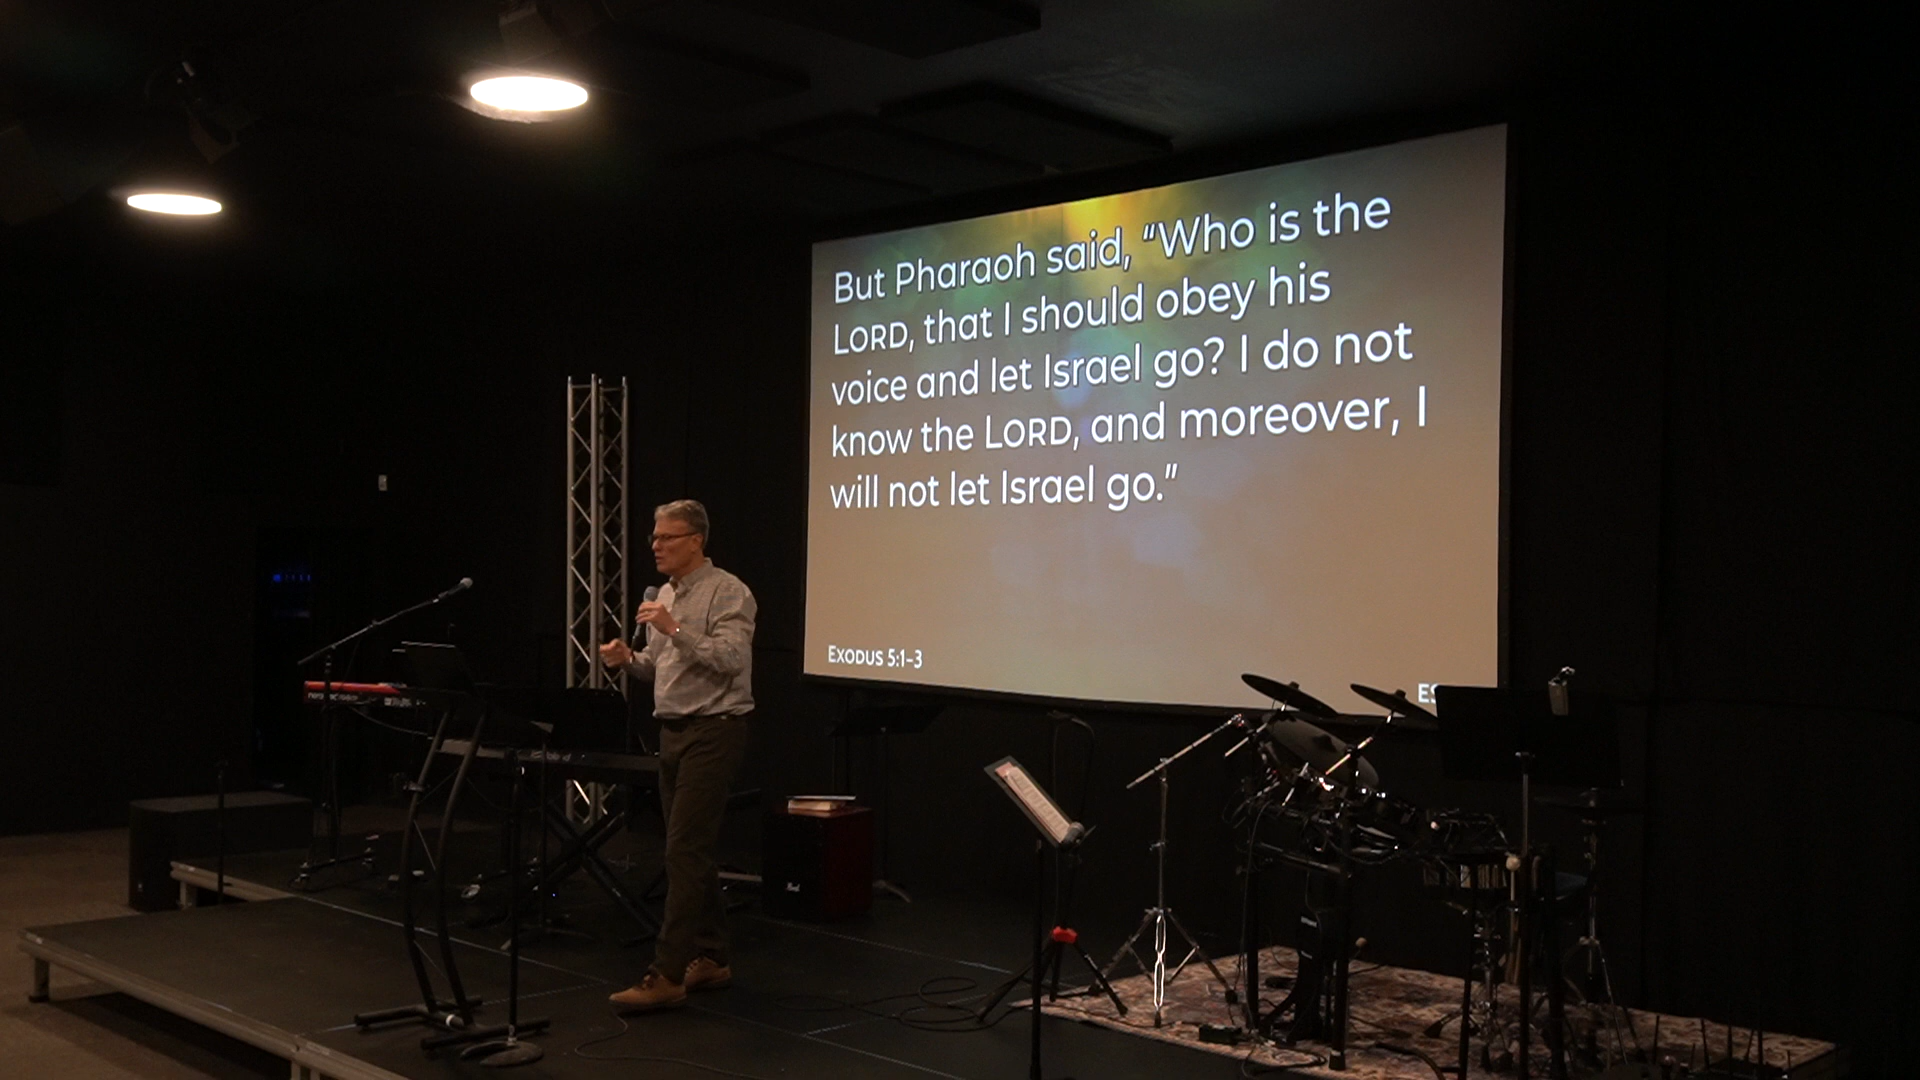 But Pharaoh said, “Who is the
LORD, that I should obey his
voice and let Israel go? I do not
know the LORD, and moreover, I
will not let Israel go.”
EXODUS 5:1–3